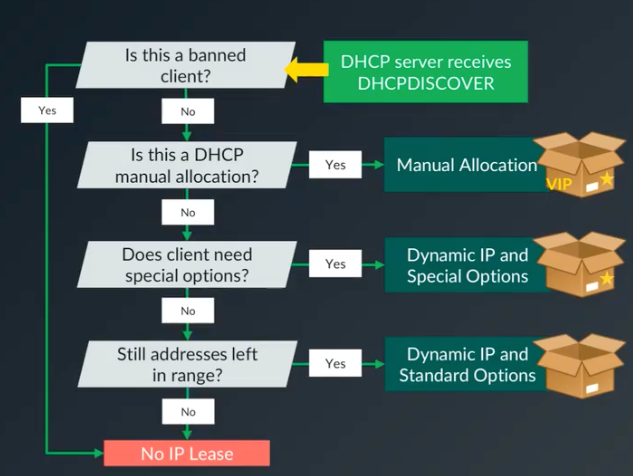 Is this a banned
client?
DHCP server receives
DHCPDISCOVER
Yes
No
Is this a DHCP
manual allocation?
Yes
Manual Allocation
VIP
No
Does client need
special options?
Yes
Dynamic IP and
Special Options
No
Still addresses left
in range?
Yes
Dynamic IP and
Standard Options
No
No IP Lease